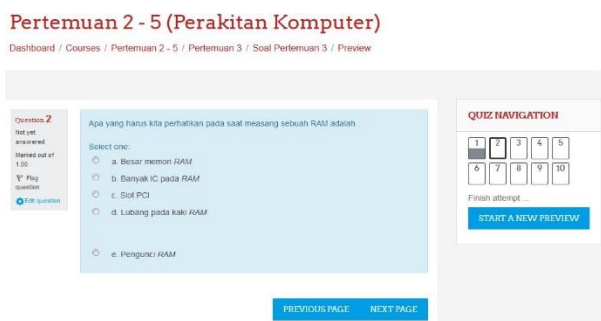 Pertemuan 2 - 5 (Perakitan Komputer)
Dashboard / Courses / Pertemuan 2 - 5 / Pertemuan 3 / Soal Pertemuan 3 / Preview
Question 2
Not yet
answered
Marked out of
1.00
Flag
question
Edit question
Apa yang harus kita perhatikan pada saat measang sebuah RAM adalah
Select one:
a. Besar memori RAM
b. Banyak IC pada RAM
c. Slot PCI
d. Lubang pada kaki RAM
e. Pengunci RAM
PREVIOUS PAGE NEXT PAGE
QUIZ NAVIGATION
1 2 3 4 5
6 7 8 9 10
Finish attempt ...
START A NEW PREVIEW